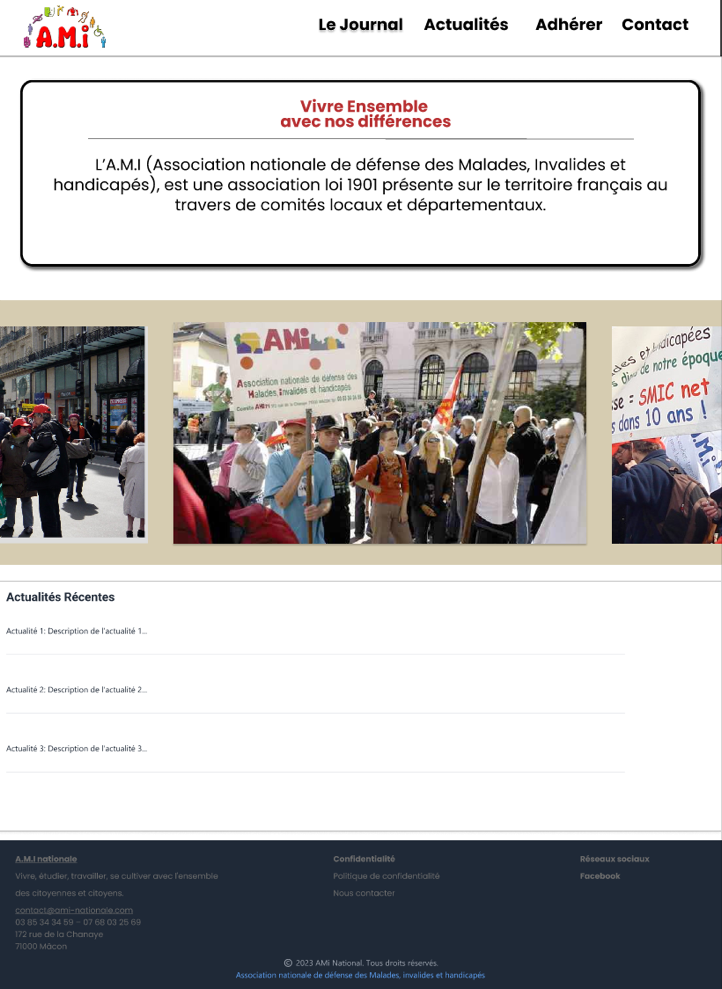 A.M.i
Le Journal Actualités Adhérer Contact
Vivre Ensemble
avec nos différences
L'A.M.I (Association nationale de défense des Malades, Invalides et
handicapés), est une association loi 1901 présente sur le territoire français au
travers de comités locaux et départementaux.
AMi
Association nationale de défense des
Malades, invalides et handicapés
et handicapées
de notre époque
= SMIC net
dans 10 ans !
Actualités Récentes
Actualité 1: Description de l'actualité 1...
Actualité 2: Description de l'actualité 2...
Actualité 3: Description de l'actualité 3...
A.M.I nationale
Vivre, étudier, travailler, se cultiver avec l'ensemble
des citoyennes et citoyens.
contact@ami-nationale.com
03 85 34 34 59 - 07 68 03 25 69
172 rue de la Chanaye
71000 Mâcon
Confidentialité
Politique de confidentialité
Nous contacter
Réseaux sociaux
Facebook
© 2023 AMi National. Tous droits réservés.
Association nationale de défense des Malades, invalides et handicapés